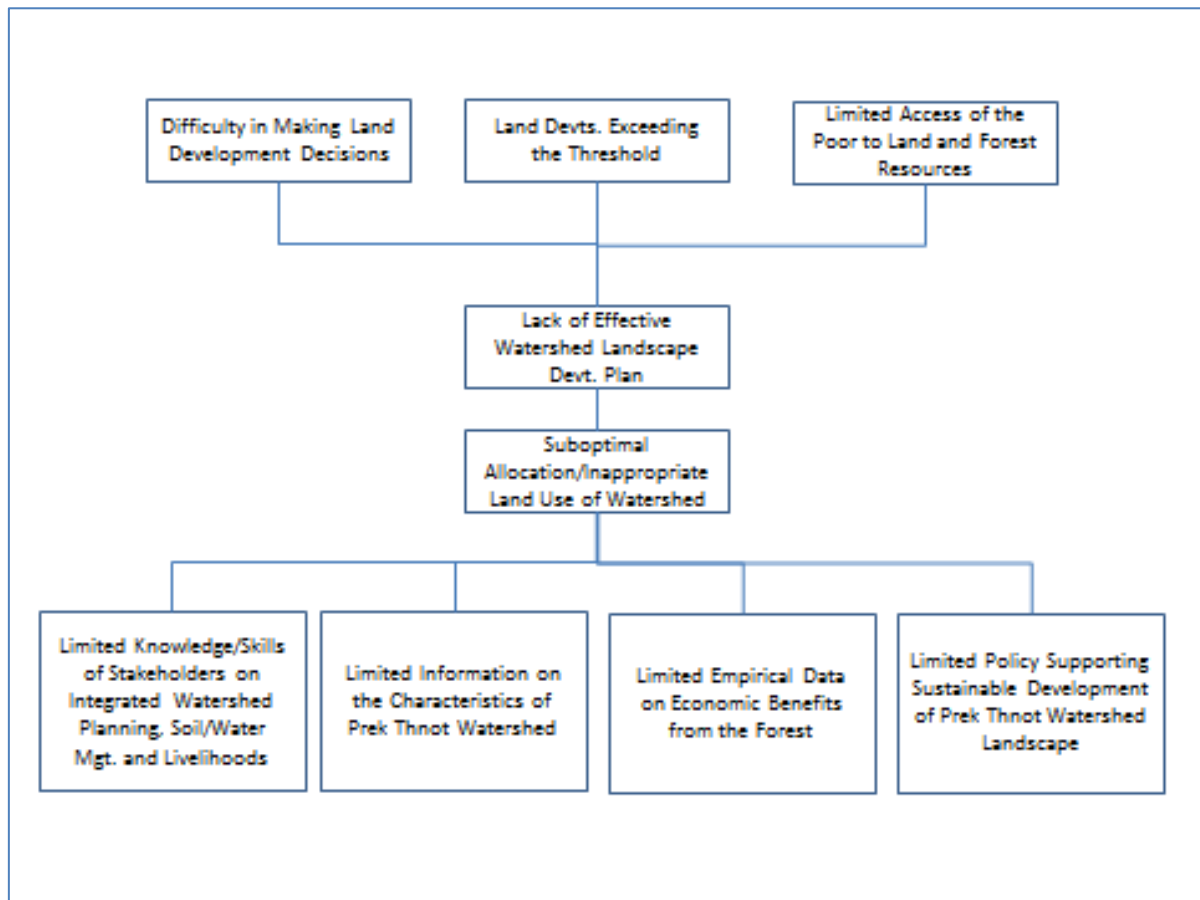 Difficulty in Making Land
Development Decisions
Land Devts. Exceeding
the Threshold
Limited Access of the
Poor to Land and Forest
Resources
Lack of Effective
Watershed Landscape
Devt. Plan
Suboptimal
Allocation/Inappropriate
Land Use of Watershed
Limited Knowledge/Skills
of Stakeholders on
Integrated Watershed
Planning, Soil/Water
Mgt. and Livelihoods
Limited Information on
the Characteristics of
Prek Thnot Watershed
Limited Empirical Data
on Economic Benefits
from the Forest
Limited Policy Supporting
Sustainable Development
of Prek Thnot Watershed
Landscape